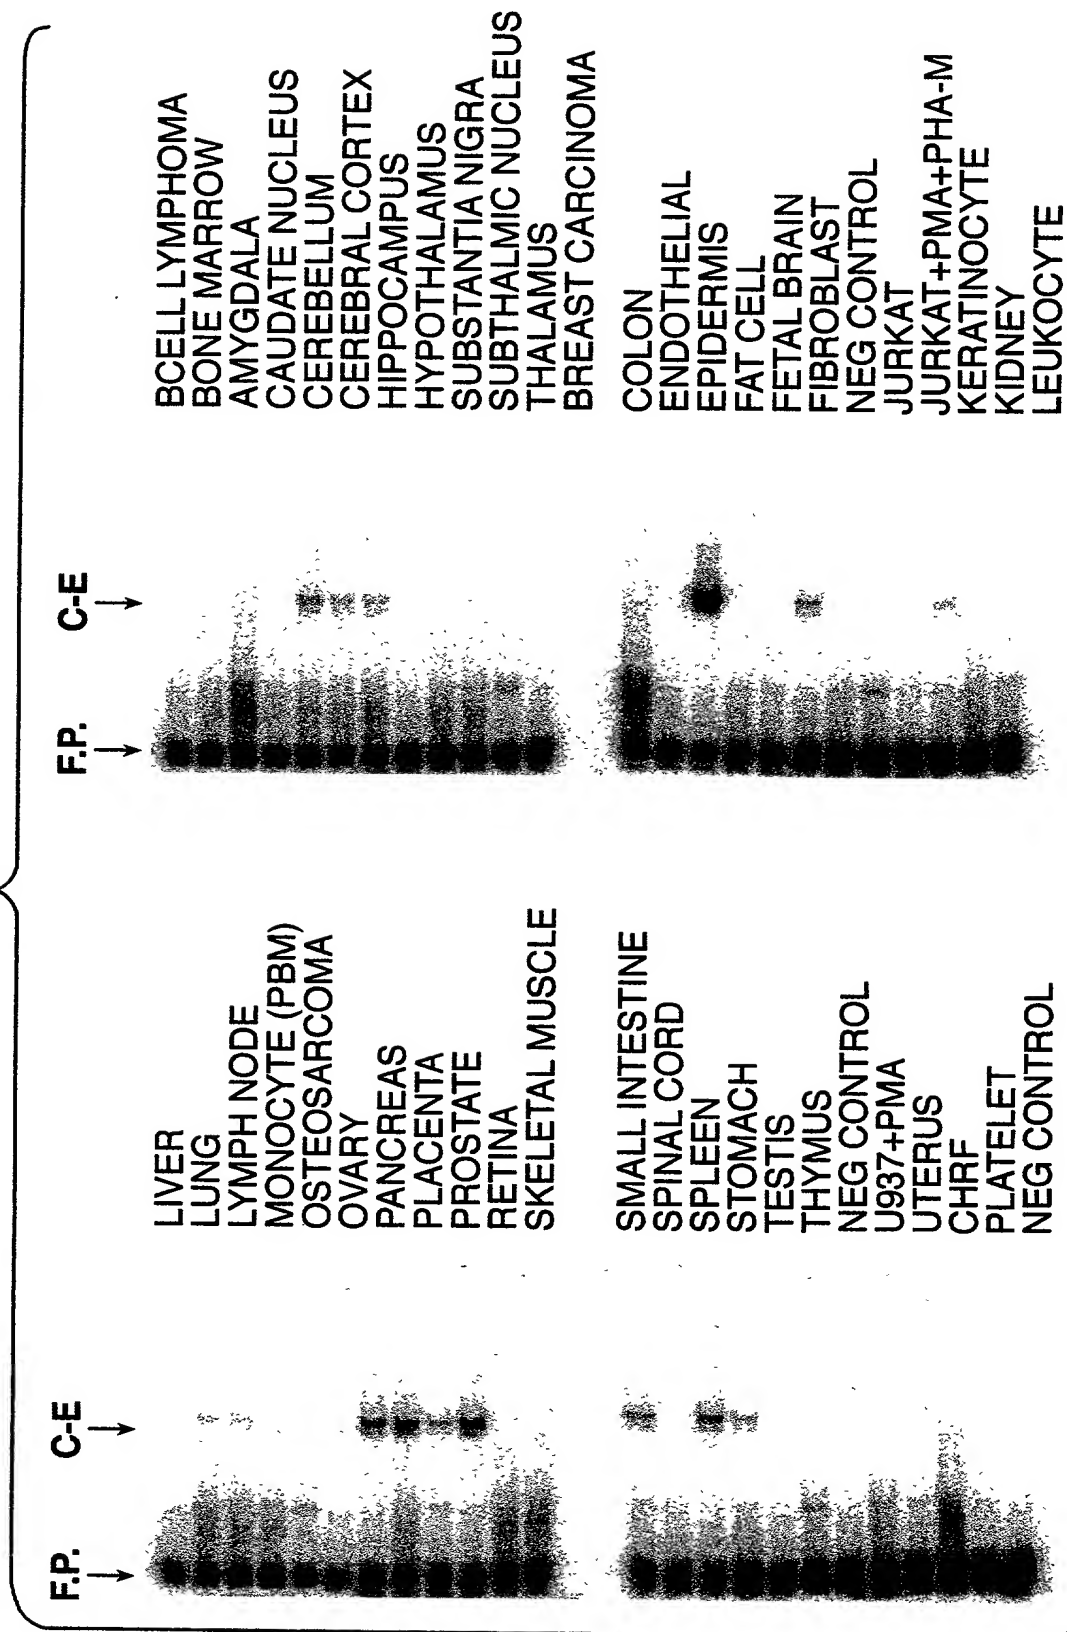 F.P.
C-E
BCELL LYMPHOMA
BONE MARROW
AMYGDALA
CAUDATE NUCLEUS
CEREBELLUM
CEREBRAL CORTEX
HIPPOCAMPUS
HYPOTHALAMUS
SUBSTANTIA NIGRA
SUBTHALMIC NUCLEUS
THALAMUS
BREAST CARCINOMA
COLON
ENDOTHELIAL
EPIDERMIS
FAT CELL
FETAL BRAIN
FIBROBLAST
NEG CONTROL
JURKAT
JURKAT+PMA+PHA-M
KERATINOCYTE
KIDNEY
LEUKOCYTE
F.P.
C-E
LIVER
LUNG
LYMPH NODE
MONOCYTE (PBM)
OSTEOSARCOMA
OVARY
PANCREAS
PLACENTA
PROSTATE
RETINA
SKELETAL MUSCLE
SMALL INTESTINE
SPINAL CORD
SPLEEN
STOMACH
TESTIS
THYMUS
NEG CONTROL
U937+PMA
UTERUS
CHRF
PLATELET
NEG CONTROL